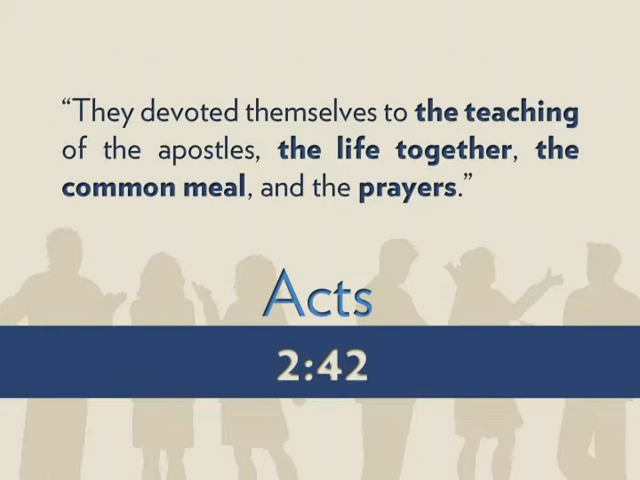 “They devoted themselves to the teaching
of the apostles, the life together, the
common meal, and the prayers.”
Acts
2:42